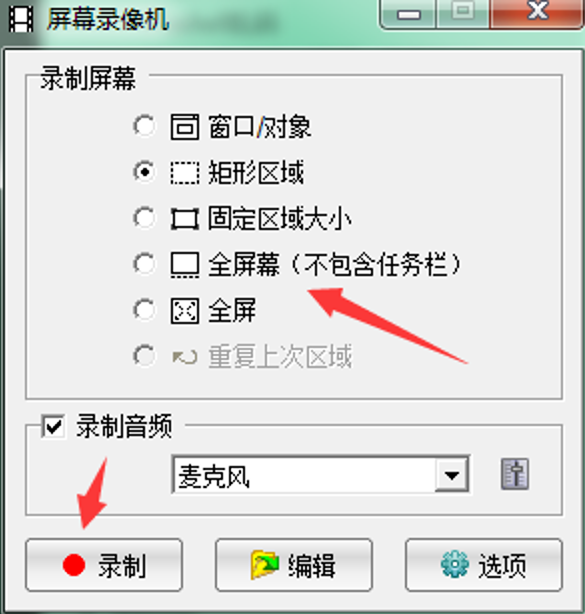 屏幕录像机
录制屏幕
窗口/对象
矩形区域
固定区域大小
全屏幕（不包含任务栏）
全屏
重复上次区域
录制音频
麦克风
录制 编辑 选项